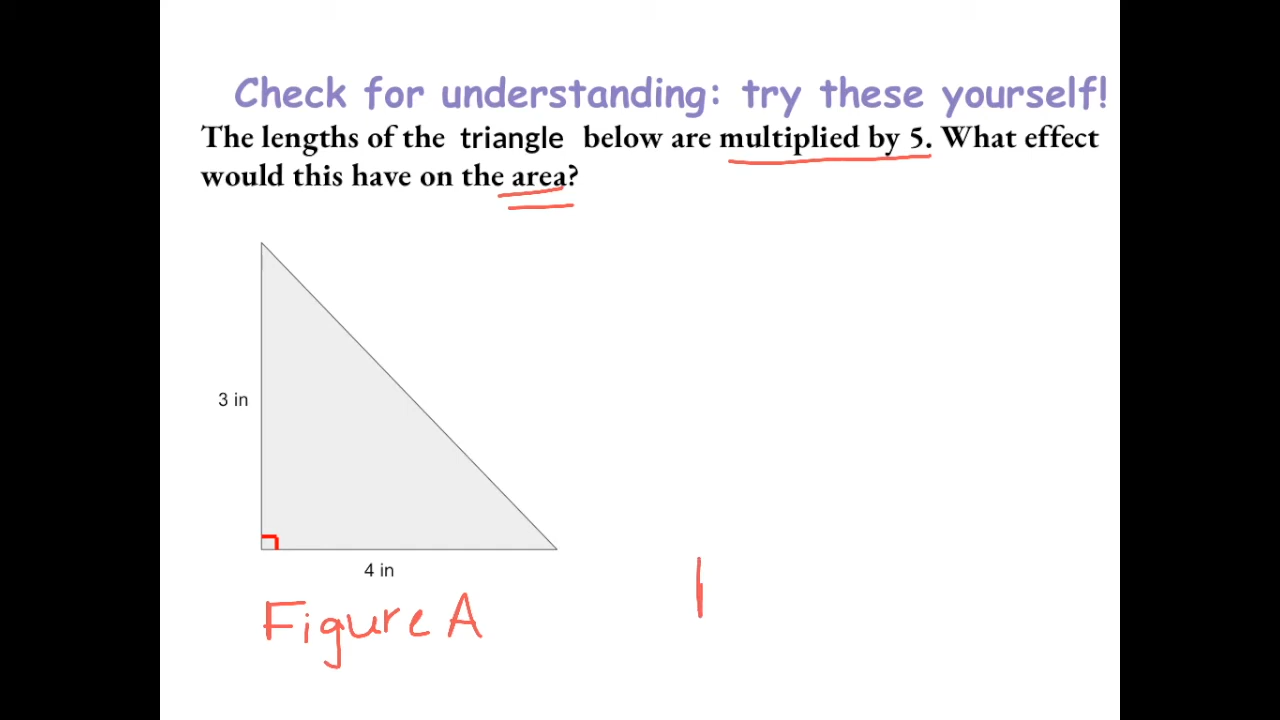 Check for understanding: try these yourself!
The lengths of the triangle below are multiplied by 5. What effect
would this have on the area?
3 in
4 in
Figure A